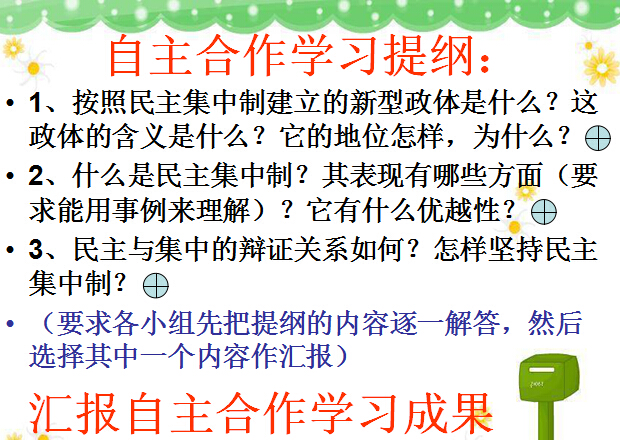 自主合作学习提纲：
• 1、按照民主集中制建立的新型政体是什么？这
政体的含义是什么？它的地位怎样，为什么？
• 2、什么是民主集中制？其表现有哪些方面（要
求能用事例来理解）？它有什么优越性？
• 3、民主与集中的辩证关系如何？怎样坚持民主
集中制？
• （要求各小组先把提纲的内容逐一解答，然后
选择其中一个内容作汇报）
汇报自主合作学习成果
post